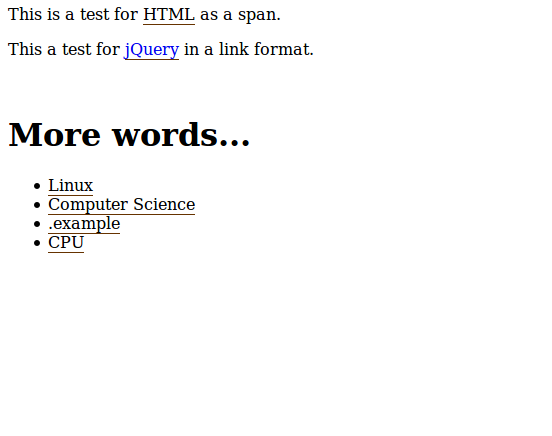 This is a test for HTML as a span.
This a test for jQuery in a link format.
More words...
Linux
Computer Science
.example
CPU